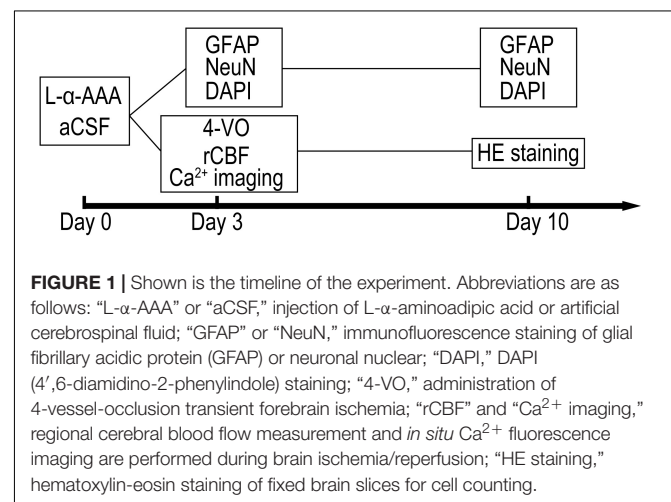 GFAP
NeuN
DAPI
GFAP
NeuN
DAPI
L-α-AAA
aCSF
4-VO
rCBF
Ca²⁺ imaging
HE staining
Day 0
Day 3
Day 10
FIGURE 1 | Shown is the timeline of the experiment. Abbreviations are as
follows: “L-α-AAA” or “aCSF,” injection of L-α-aminoadipic acid or artificial
cerebrospinal fluid; “GFAP” or “NeuN,” immunofluorescence staining of glial
fibrillary acidic protein (GFAP) or neuronal nuclear; “DAPI,” DAPI
(4′,6-diamidino-2-phenylindole) staining; “4-VO,” administration of
4-vessel-occlusion transient forebrain ischemia; “rCBF” and “Ca²⁺ imaging,”
regional cerebral blood flow measurement and in situ Ca²⁺ fluorescence
imaging are performed during brain ischemia/reperfusion; “HE staining,”
hematoxylin-eosin staining of fixed brain slices for cell counting.